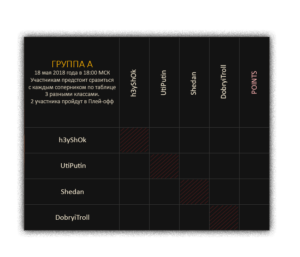 ГРУППА А
18 мая 2018 года в 18:00 МСК
Участникам предстоит сразиться
с каждым соперником по таблице
3 разными классами.
2 участника пройдут в Плей-офф
h3yShOk
UtiPutin
Shedan
DobryiTroll
POINTS
h3yShOk
UtiPutin
Shedan
DobryiTroll